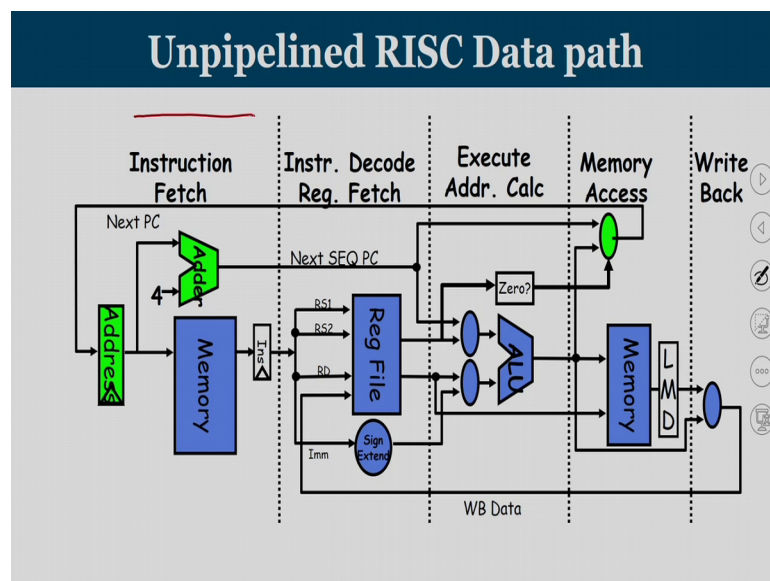 Unpipelined RISC Data path
Instruction
Fetch
Instr. Decode
Reg. Fetch
Execute
Addr. Calc
Memory
Access
Write
Back
Next PC
Adder
Next SEQ PC
4
Zero?
Address
Memory
Ins
RS1
RS2
RD
Reg File
ALU
Memory
L
M
D
Imm
Sign
Extend
WB Data